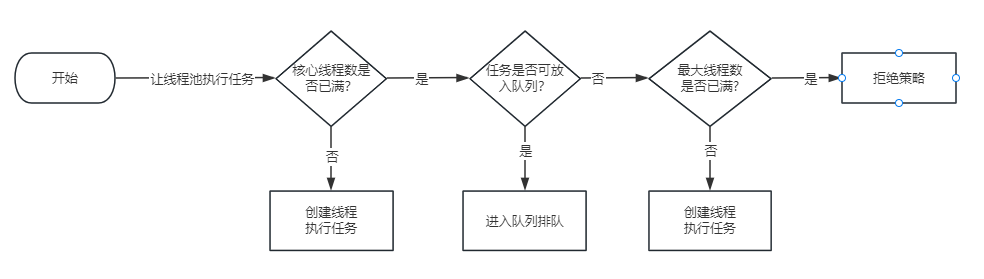 开始
让线程池执行任务
核心线程数是
否已满?
是
任务是否可放
入队列?
否
最大线程数
是否已满?
是
拒绝策略
否
是
否
创建线程
执行任务
进入队列排队
创建线程
执行任务